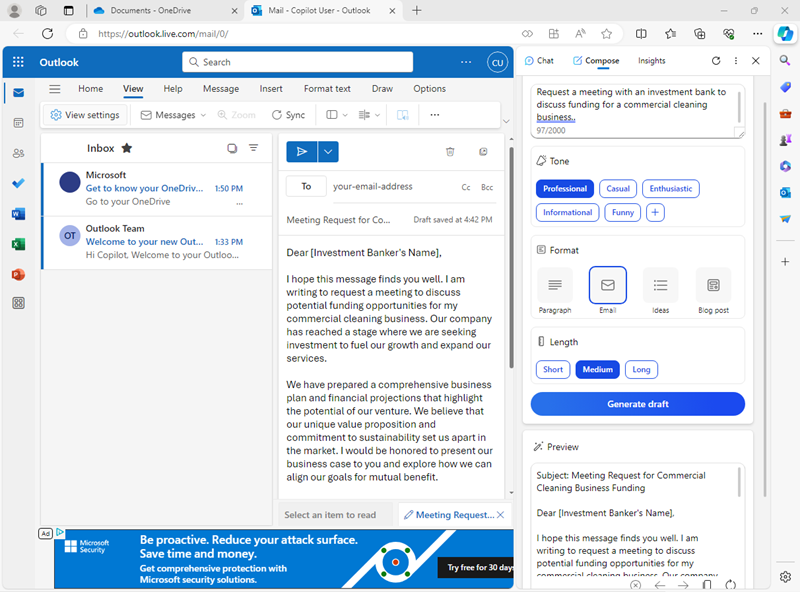 Documents - OneDrive
Mail - Copilot User - Outlook
https://outlook.live.com/mail/0/
Outlook
Search
CU
Home View Help Message Insert Format text Draw Options
View settings Messages Zoom Sync
Inbox
Microsoft
Get to know your OneDriv... 1:50 PM
Go to your OneDrive
OT
Outlook Team
Welcome to your new Out... 1:33 PM
Hi Copilot, Welcome to your Outloo...
To your-email-address Cc Bcc
Meeting Request for Co... Draft saved at 4:42 PM
Dear [Investment Banker's Name],
I hope this message finds you well. I am
writing to request a meeting to discuss
potential funding opportunities for my
commercial cleaning business. Our company
has reached a stage where we are seeking
investment to fuel our growth and expand our
services.
We have prepared a comprehensive business
plan and financial projections that highlight
the potential of our venture. We believe that
our unique value proposition and
commitment to sustainability set us apart in
the market. I would be honored to present our
business case to you and explore how we can
align our goals for mutual benefit.
Select an item to read
Meeting Request...
Ad
Microsoft
Security
Be proactive. Reduce your attack surface.
Save time and money.
Get comprehensive protection with
Microsoft security solutions.
Try free for 30 days
Chat Compose Insights
Request a meeting with an investment bank to
discuss funding for a commercial cleaning
business..
97/2000
Tone
Professional Casual Enthusiastic
Informational Funny +
Format
Paragraph Email Ideas Blog post
Length
Short Medium Long
Generate draft
Preview
Subject: Meeting Request for Commercial
Cleaning Business Funding
Dear [Investment Banker's Name],
I hope this message finds you well. I am
writing to request a meeting to discuss
potential funding opportunities for my
commercial cleaning business. Our company